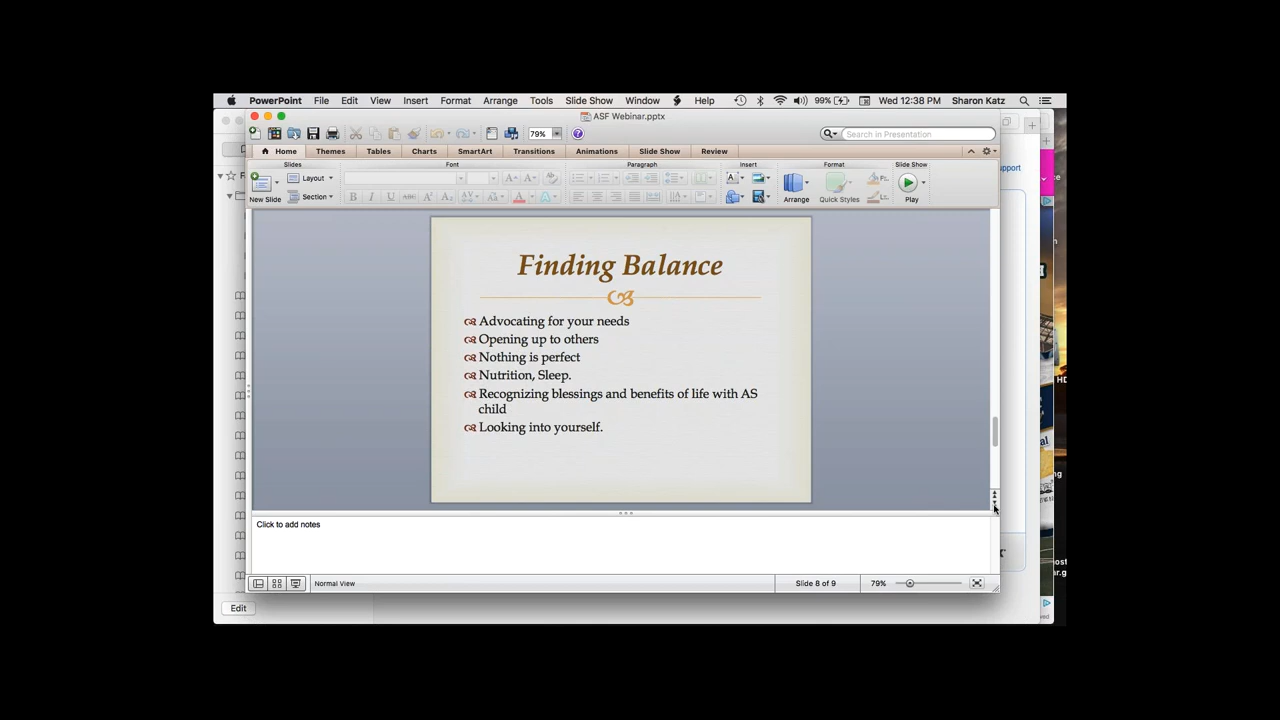 PowerPoint File Edit View Insert Format Arrange Tools Slide Show Window Help 99% Wed 12:38 PM Sharon Katz
ASF Webinar.pptx
79% Search in Presentation
Home Themes Tables Charts SmartArt Transitions Animations Slide Show Review
Slides Font Paragraph Insert Format Slide Show
Layout
Section
New Slide Arrange Quick Styles Play
Finding Balance
Advocating for your needs
Opening up to others
Nothing is perfect
Nutrition, Sleep.
Recognizing blessings and benefits of life with AS
child
Looking into yourself.
Click to add notes
Normal View Slide 8 of 9 79%
Edit